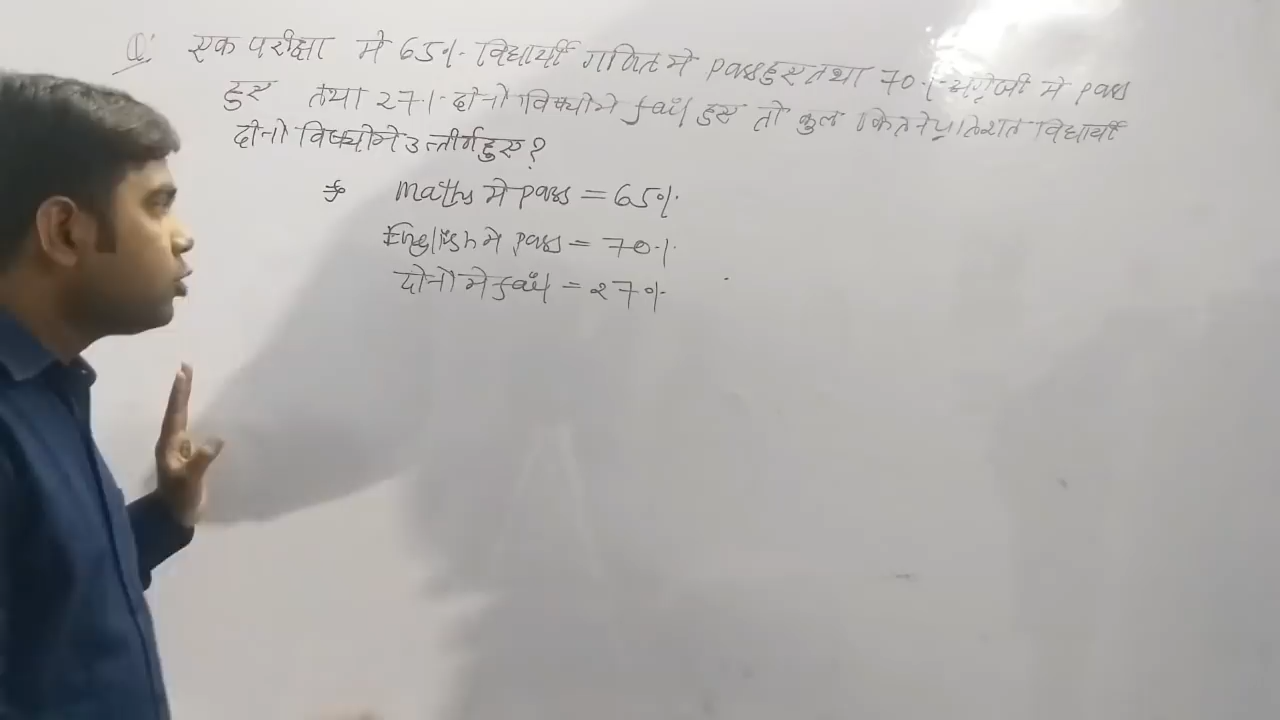 Q: एक परीक्षा मे 65% विद्यार्थी गणित मे pass हुए तथा 70% अंग्रेजी मे pass
हुए तथा 27% दोनो विषयोमे fail हुए तो कुल कितने प्रतिशत विद्यार्थी
दोनो विषयोमे उत्तीर्ण हुए?
maths मे pass = 65%
English मे pass = 70%
दोनो मे fail = 27%